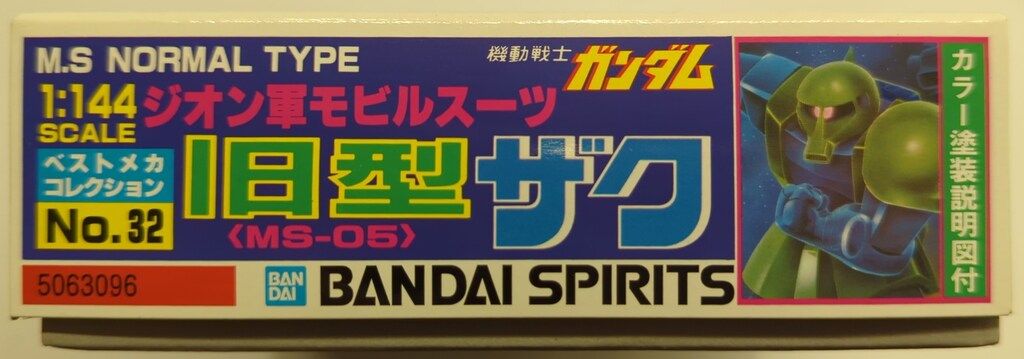 M.S NORMAL TYPE
機動戦士
ガンダム
1:144
SCALE
ジオン軍モビルスーツ
ベストメカ
コレクション
No.32
旧型ザク
〈MS-05〉
5063096
BAN
DAI
BANDAI SPIRITS
カラー塗装説明図付